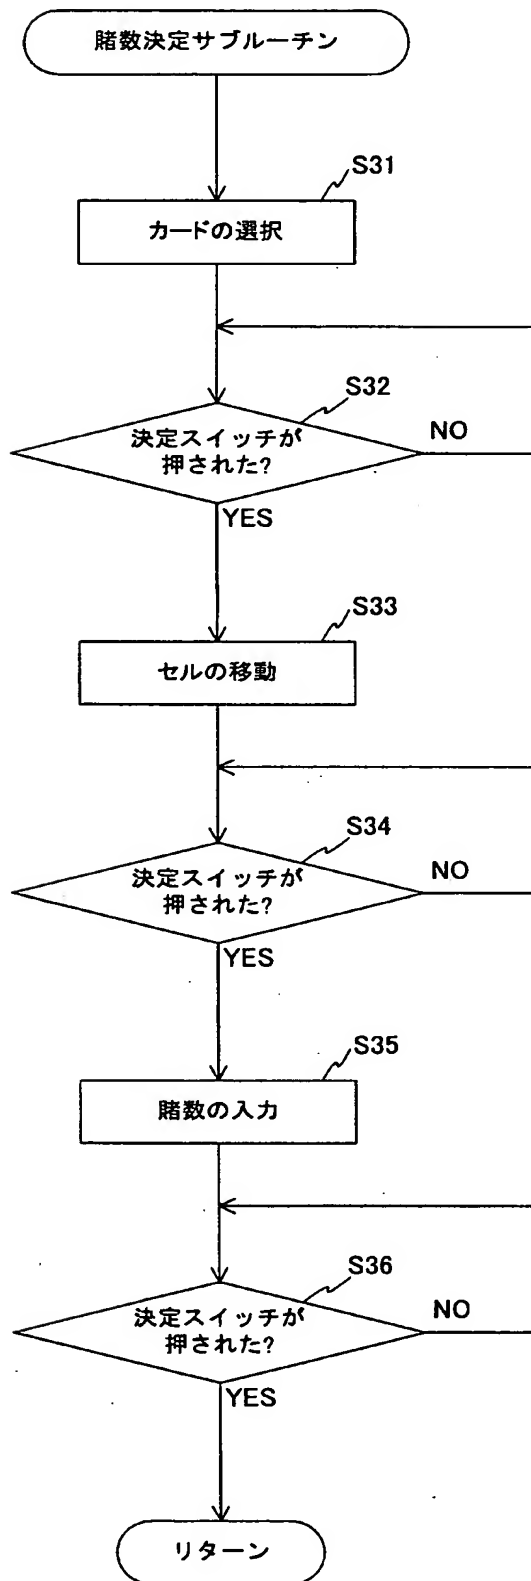 賭数決定サブルーチン
S31
カードの選択
S32
決定スイッチが
押された?
NO
YES
S33
セルの移動
S34
決定スイッチが
押された?
NO
YES
S35
賭数の入力
S36
決定スイッチが
押された?
NO
YES
リターン